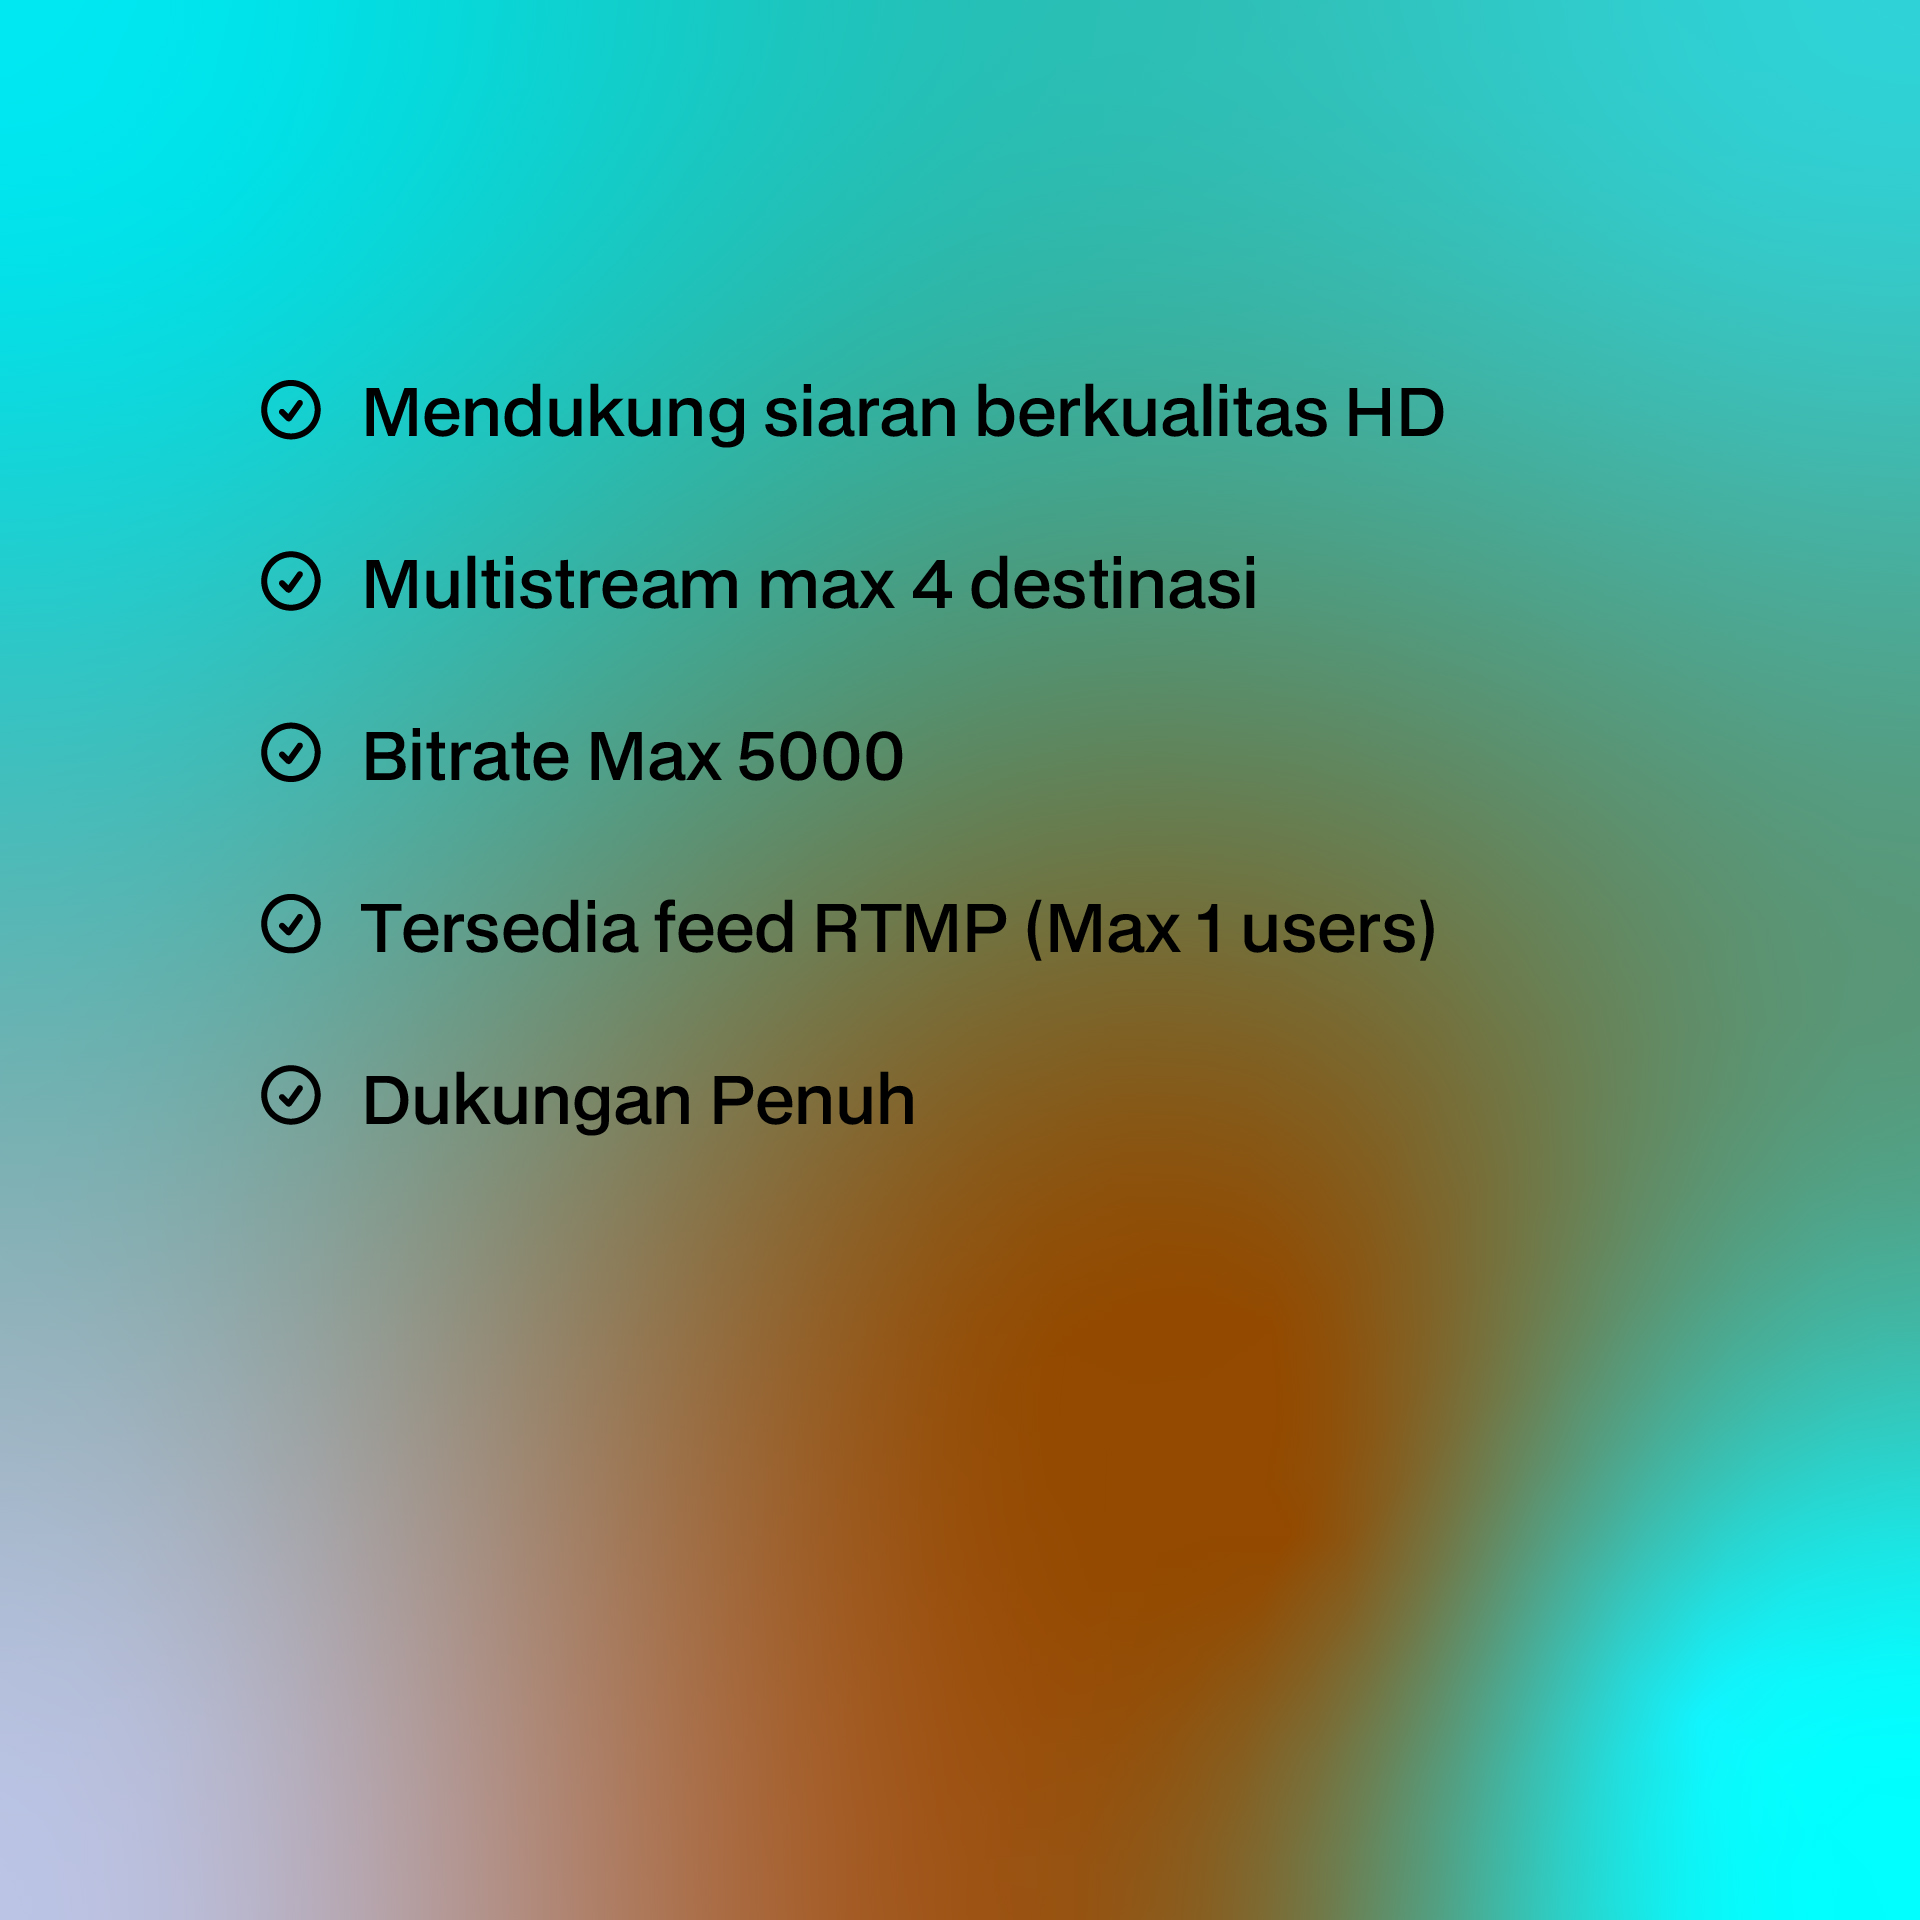 Mendukung siaran berkualitas HD
Multistream max 4 destinasi
Bitrate Max 5000
Tersedia feed RTMP (Max 1 users)
Dukungan Penuh